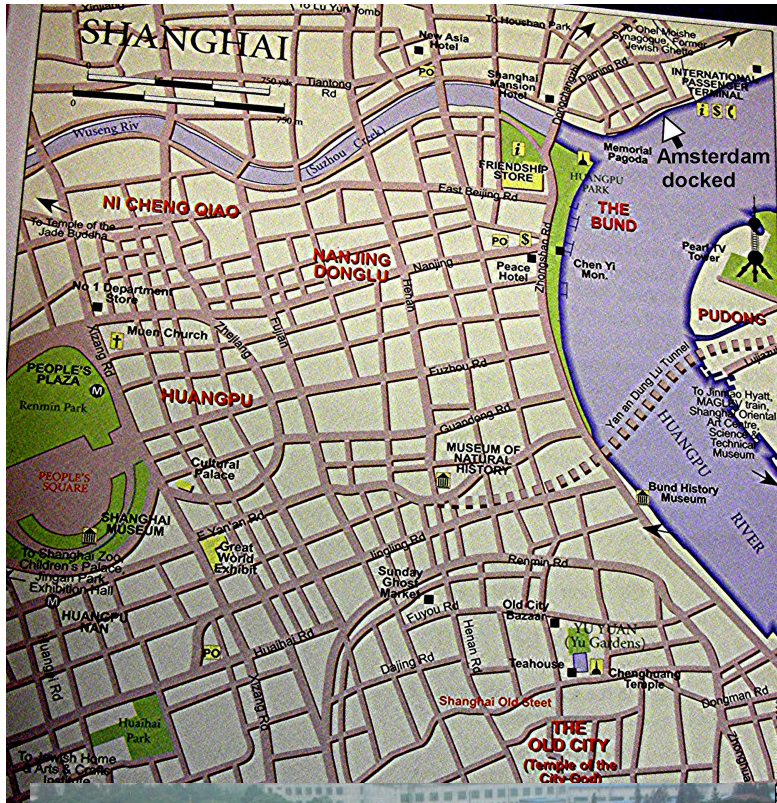 To Lu Yun Tomb
To Houshan Park
To Ohel Moishe
Synagogue, Former
Jewish Ghetto
SHANGHAI
New Asia
Hotel
PO
Shanghai
Mansion
Hotel
Daming Rd
INTERNATIONAL
PASSENGER
TERMINAL
i S
0
750 yds
0
750 m
Tiantong
Rd
Wuseng Riv
(Suzhou Creek)
i
FRIENDSHIP
STORE
Memorial
Pagoda
Amsterdam
docked
HUANGPU
PARK
East Beijing Rd
NI CHENG QIAO
THE
BUND
To Temple of the
Jade Buddha
NANJING
DONGLU
PO
S
Zhongshan Rd
Pearl TV
Tower
Nanjing
Peace
Hotel
Chen Yi
Mon.
Henan
No 1 Department
Store
PUDONG
Xizang Rd
Muen Church
Zhejiang
Fujian
PEOPLE'S
PLAZA
M
Renmin Park
HUANGPU
Fuzhou Rd
Yan an Dung Lu Tunnel
To Jinmao Hyatt,
MAGLEV train,
Shanghai Oriental
Art Centre,
Science &
Technical
Museum
Guandong Rd
MUSEUM OF
NATURAL
HISTORY
HUANGPU
RIVER
PEOPLE'S
SQUARE
Cultural
Palace
Bund History
Museum
SHANGHAI
MUSEUM
E Yan'an Rd
Great
World
Exhibit
Jingling Rd
To Shanghai Zoo,
Children's Palace,
Jingan Park,
Exhibition Hall
M
HUANGPU
NAN
Renmin Rd
Sunday
Ghost
Market
Fuyou Rd
Old City
Bazaar
YU YUAN
(Yu Gardens)
PO
Huaihai Rd
Henan Rd
Dajing Rd
Teahouse
Chenghuang
Temple
Huangpi Rd
Xizang Rd
Shanghai Old Steet
Dongman Rd
Huaihai
Park
THE
OLD CITY
(Temple of the
City God)
To Jewish Home
& Arts & Crafts
Institute